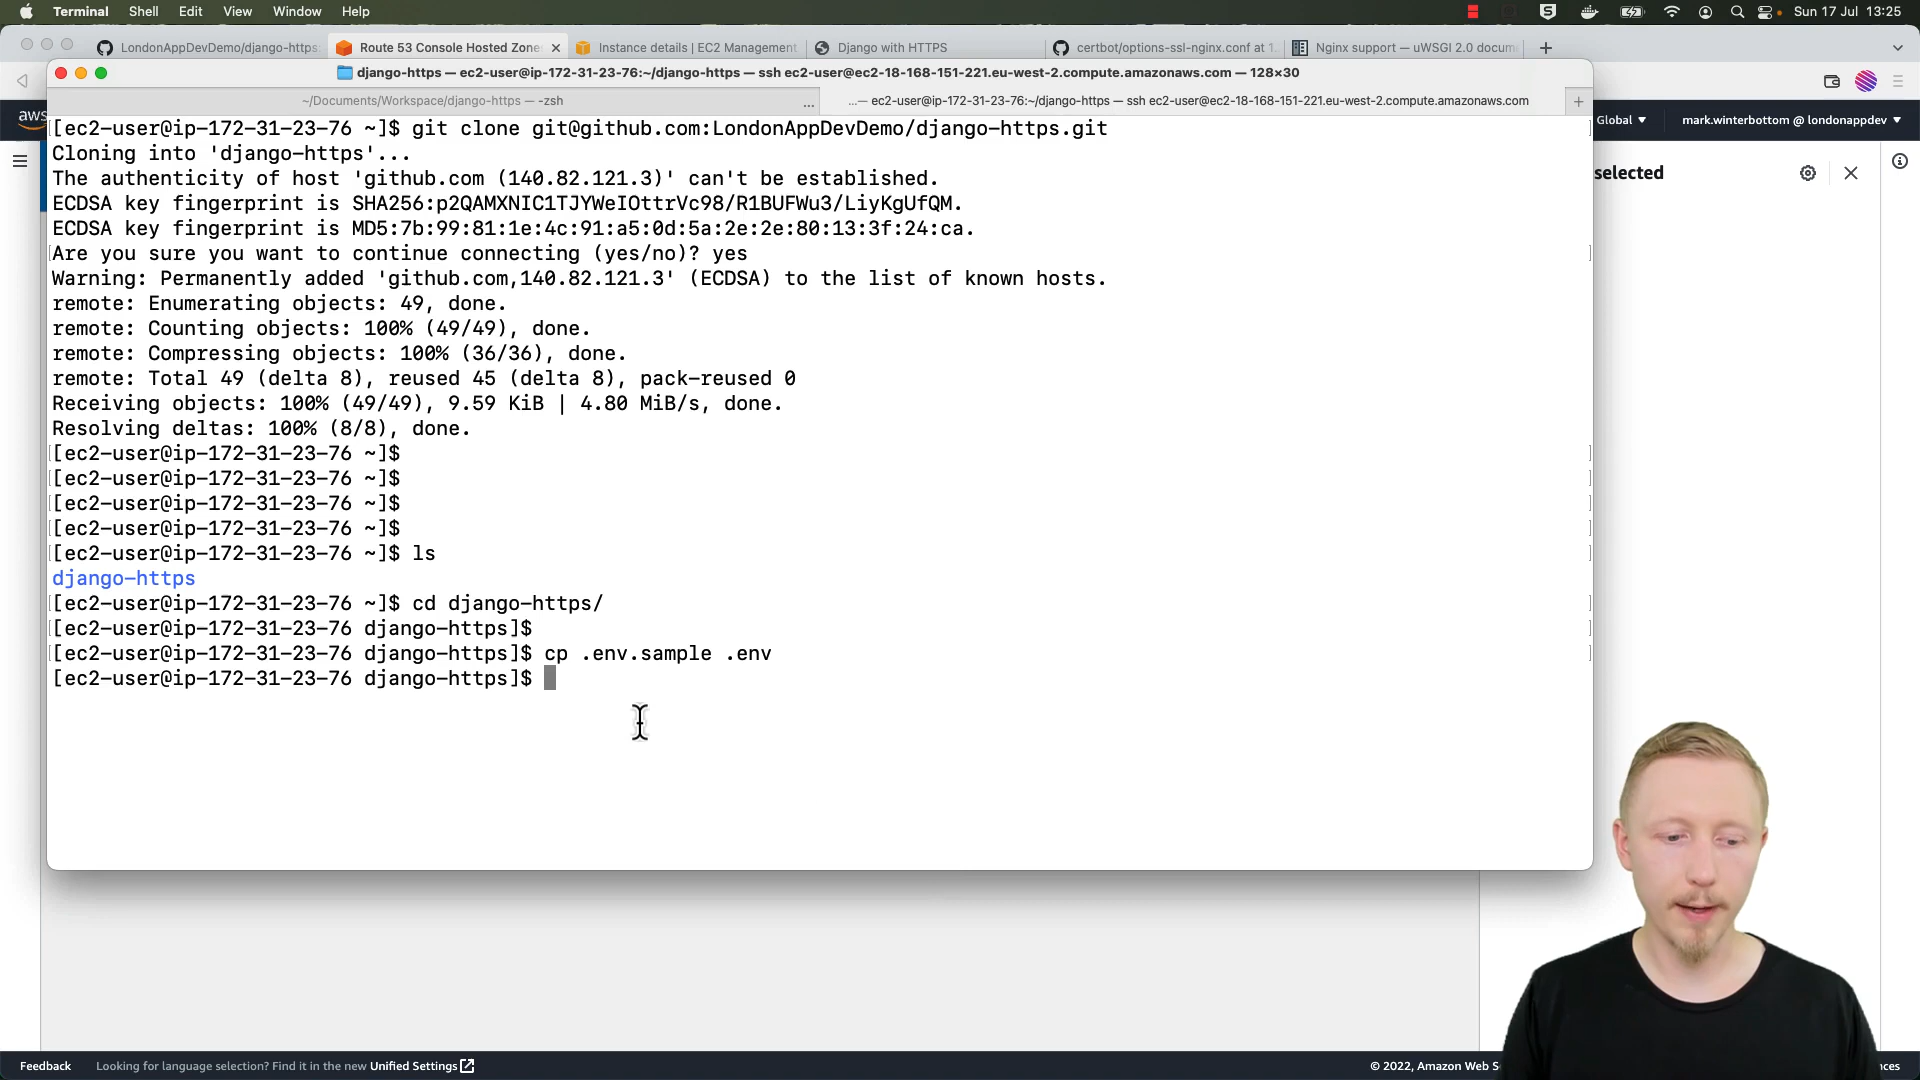 Terminal Shell Edit View Window Help Sun 17 Jul 13:25
LondonAppDevDemo/django-https: Route 53 Console Hosted Zone Instance details | EC2 Management Django with HTTPS certbot/options-ssl-nginx.conf at 1. Nginx support — uWSGI 2.0 docum
django-https — ec2-user@ip-172-31-23-76:~/django-https — ssh ec2-user@ec2-18-168-151-221.eu-west-2.compute.amazonaws.com — 128×30
~/Documents/Workspace/django-https — -zsh ... ...— ec2-user@ip-172-31-23-76:~/django-https — ssh ec2-user@ec2-18-168-151-221.eu-west-2.compute.amazonaws.com
aws Global mark.winterbottom @ londonappdev
selected
[ec2-user@ip-172-31-23-76 ~]$ git clone git@github.com:LondonAppDevDemo/django-https.git
Cloning into 'django-https'...
The authenticity of host 'github.com (140.82.121.3)' can't be established.
ECDSA key fingerprint is SHA256:p2QAMXNIC1TJYWeIOttrVc98/R1BUFWu3/LiyKgUfQM.
ECDSA key fingerprint is MD5:7b:99:81:1e:4c:91:a5:0d:5a:2e:2e:80:13:3f:24:ca.
Are you sure you want to continue connecting (yes/no)? yes
Warning: Permanently added 'github.com,140.82.121.3' (ECDSA) to the list of known hosts.
remote: Enumerating objects: 49, done.
remote: Counting objects: 100% (49/49), done.
remote: Compressing objects: 100% (36/36), done.
remote: Total 49 (delta 8), reused 45 (delta 8), pack-reused 0
Receiving objects: 100% (49/49), 9.59 KiB | 4.80 MiB/s, done.
Resolving deltas: 100% (8/8), done.
[ec2-user@ip-172-31-23-76 ~]$
[ec2-user@ip-172-31-23-76 ~]$
[ec2-user@ip-172-31-23-76 ~]$
[ec2-user@ip-172-31-23-76 ~]$
[ec2-user@ip-172-31-23-76 ~]$ ls
django-https
[ec2-user@ip-172-31-23-76 ~]$ cd django-https/
[ec2-user@ip-172-31-23-76 django-https]$
[ec2-user@ip-172-31-23-76 django-https]$ cp .env.sample .env
[ec2-user@ip-172-31-23-76 django-https]$
Feedback Looking for language selection? Find it in the new Unified Settings © 2022, Amazon Web S nces